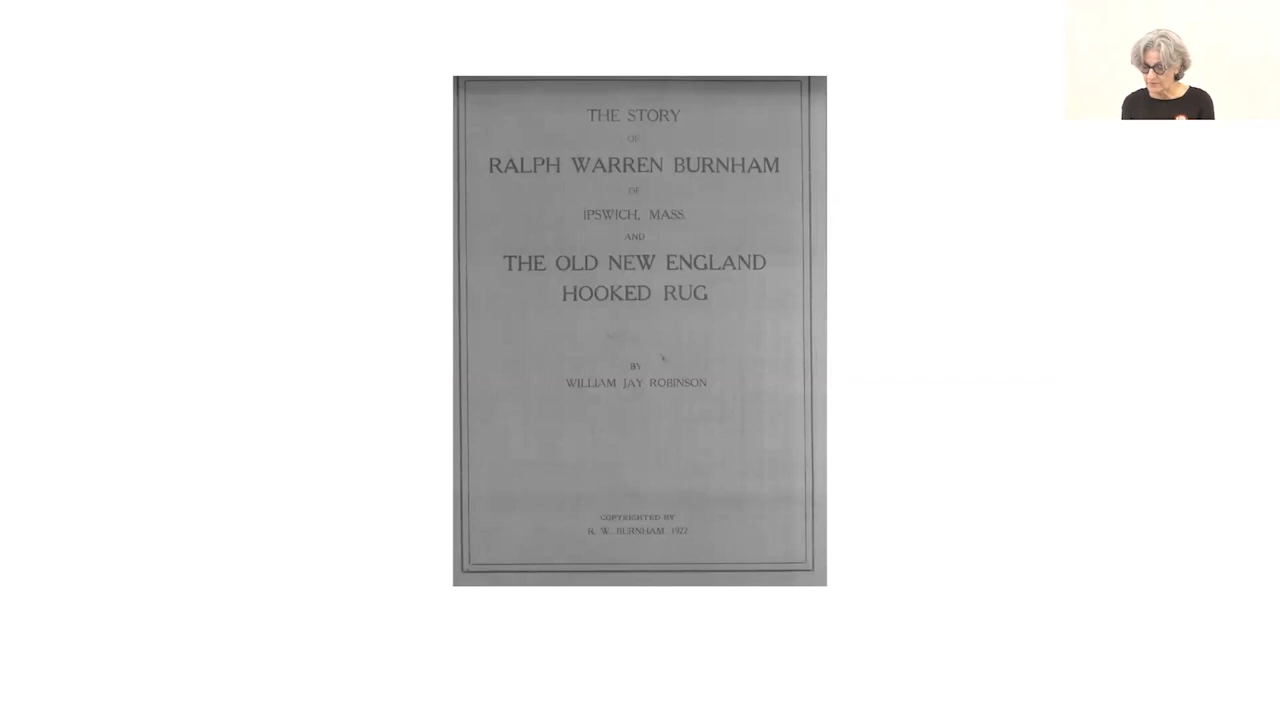 THE STORY
OF
RALPH WARREN BURNHAM
OF
IPSWICH, MASS.
AND
THE OLD NEW ENGLAND
HOOKED RUG
BY
WILLIAM JAY ROBINSON
COPYRIGHTED BY
R. W. BURNHAM, 1922